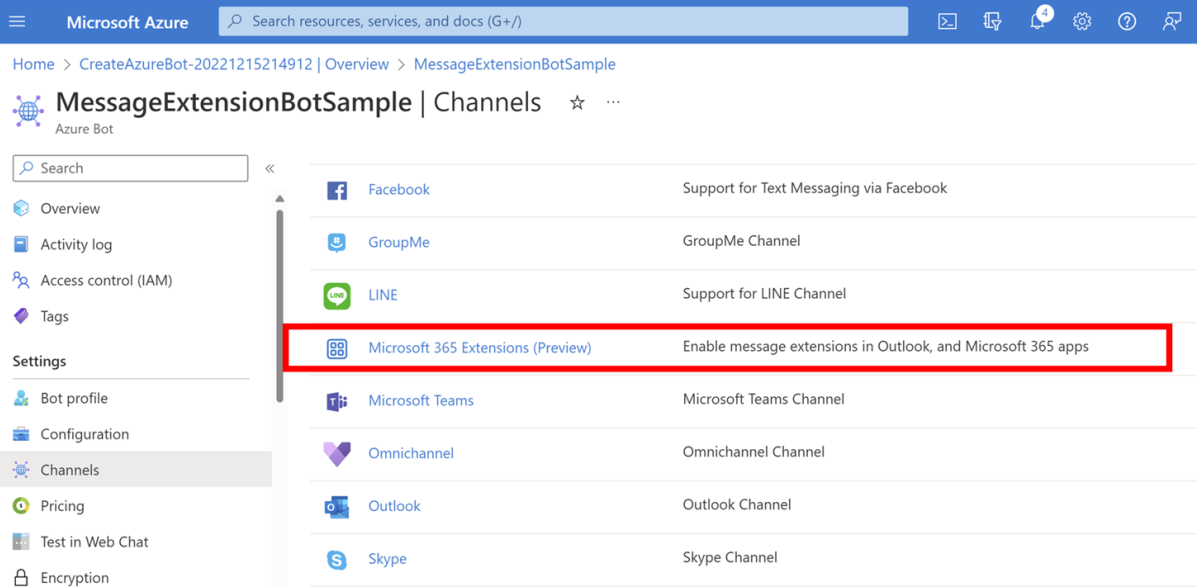 Microsoft Azure
Search resources, services, and docs (G+/)
4
Home > CreateAzureBot-20221215214912 | Overview > MessageExtensionBotSample
MessageExtensionBotSample | Channels
Azure Bot
Search
Overview
Activity log
Access control (IAM)
Tags
Settings
Bot profile
Configuration
Channels
Pricing
Test in Web Chat
Encryption
Facebook Support for Text Messaging via Facebook
GroupMe GroupMe Channel
LINE LINE Support for LINE Channel
Microsoft 365 Extensions (Preview) Enable message extensions in Outlook, and Microsoft 365 apps
Microsoft Teams Microsoft Teams Channel
Omnichannel Omnichannel Channel
Outlook Outlook Channel
Skype Skype Channel